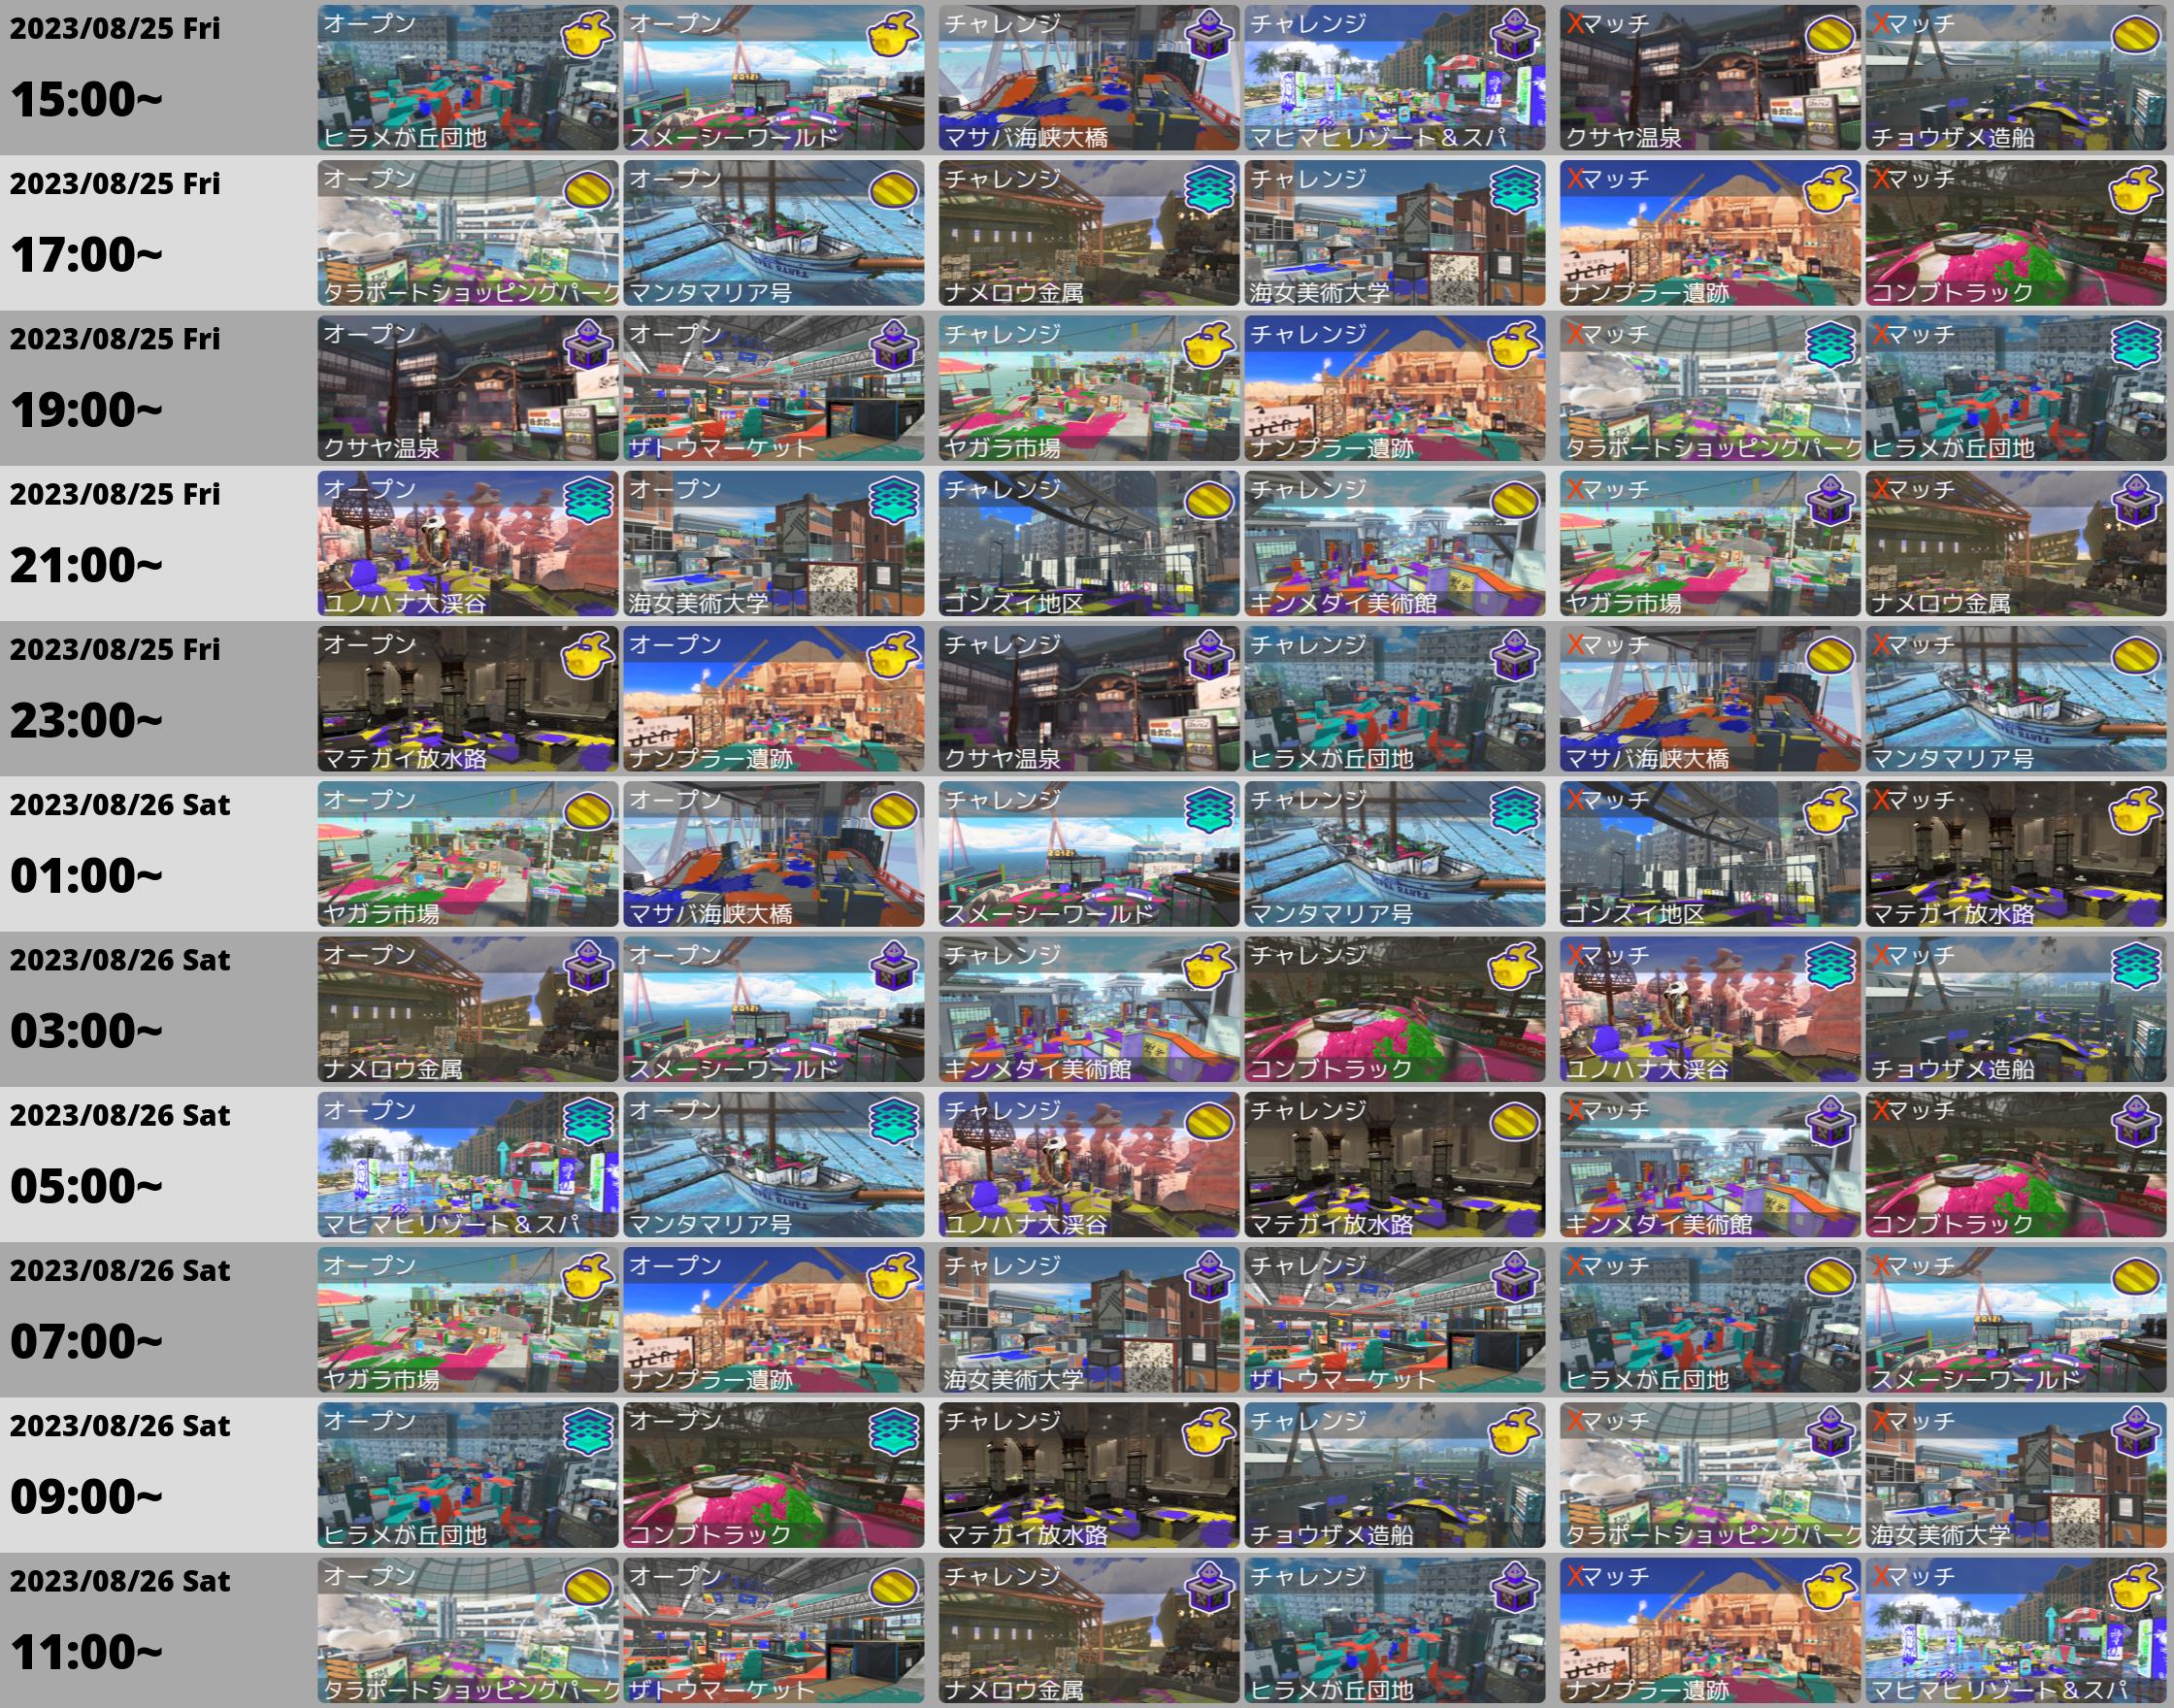 2023/08/25 Fri
15:00~
オープン オープン チャレンジ チャレンジ Xマッチ Xマッチ
ヒラメが丘団地 スメーシーワールド マサバ海峡大橋 マヒマヒリゾート＆スパ クサヤ温泉 チョウザメ造船
2023/08/25 Fri
17:00~
オープン オープン チャレンジ チャレンジ Xマッチ Xマッチ
タラポートショッピングパーク マンタマリア号 ナメロウ金属 海女美術大学 ナンプラー遺跡 コンブトラック
2023/08/25 Fri
19:00~
オープン オープン チャレンジ チャレンジ Xマッチ Xマッチ
クサヤ温泉 ザトウマーケット ヤガラ市場 ナンプラー遺跡 タラポートショッピングパーク ヒラメが丘団地
2023/08/25 Fri
21:00~
オープン オープン チャレンジ チャレンジ Xマッチ Xマッチ
ユノハナ大渓谷 海女美術大学 ゴンズイ地区 キンメダイ美術館 ヤガラ市場 ナメロウ金属
2023/08/25 Fri
23:00~
オープン オープン チャレンジ チャレンジ Xマッチ Xマッチ
マテガイ放水路 ナンプラー遺跡 クサヤ温泉 ヒラメが丘団地 マサバ海峡大橋 マンタマリア号
2023/08/26 Sat
01:00~
オープン オープン チャレンジ チャレンジ Xマッチ Xマッチ
ヤガラ市場 マサバ海峡大橋 スメーシーワールド マンタマリア号 ゴンズイ地区 マテガイ放水路
2023/08/26 Sat
03:00~
オープン オープン チャレンジ チャレンジ Xマッチ Xマッチ
ナメロウ金属 スメーシーワールド キンメダイ美術館 コンブトラック ユノハナ大渓谷 チョウザメ造船
2023/08/26 Sat
05:00~
オープン オープン チャレンジ チャレンジ Xマッチ Xマッチ
マヒマヒリゾート＆スパ マンタマリア号 ユノハナ大渓谷 マテガイ放水路 キンメダイ美術館 コンブトラック
2023/08/26 Sat
07:00~
オープン オープン チャレンジ チャレンジ Xマッチ Xマッチ
ヤガラ市場 ナンプラー遺跡 海女美術大学 ザトウマーケット ヒラメが丘団地 スメーシーワールド
2023/08/26 Sat
09:00~
オープン オープン チャレンジ チャレンジ Xマッチ Xマッチ
ヒラメが丘団地 コンブトラック マテガイ放水路 チョウザメ造船 タラポートショッピングパーク 海女美術大学
2023/08/26 Sat
11:00~
オープン オープン チャレンジ チャレンジ Xマッチ Xマッチ
タラポートショッピングパーク ザトウマーケット ナメロウ金属 ヒラメが丘団地 ナンプラー遺跡 マヒマヒリゾート＆スパ